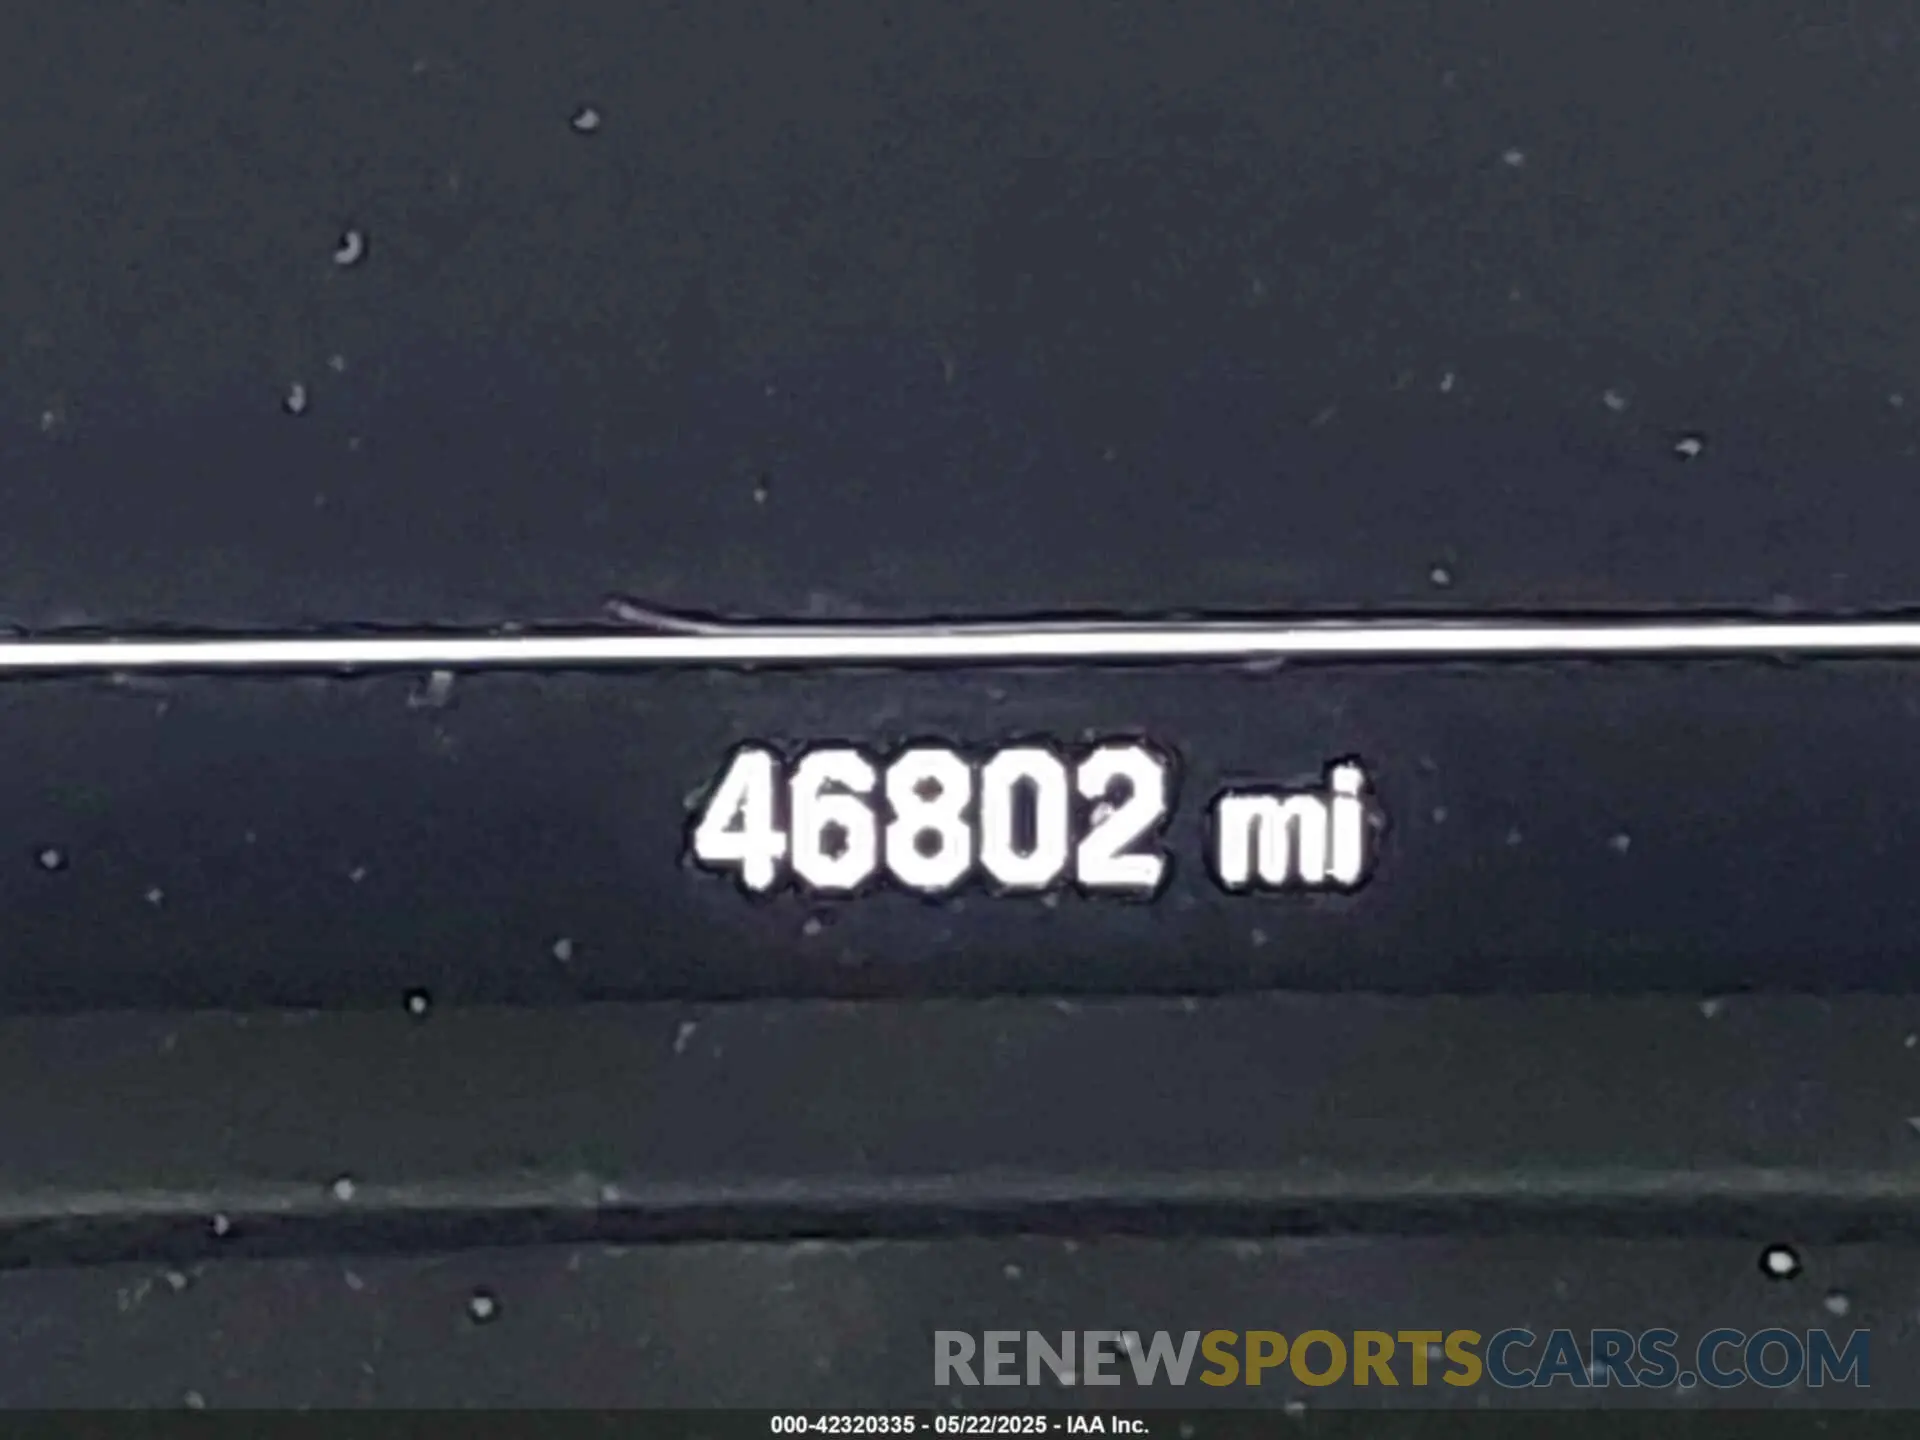 46802 mi
RENEWSPORTSCARS.COM
000-42320335 - 05/22/2025 - IAA Inc.